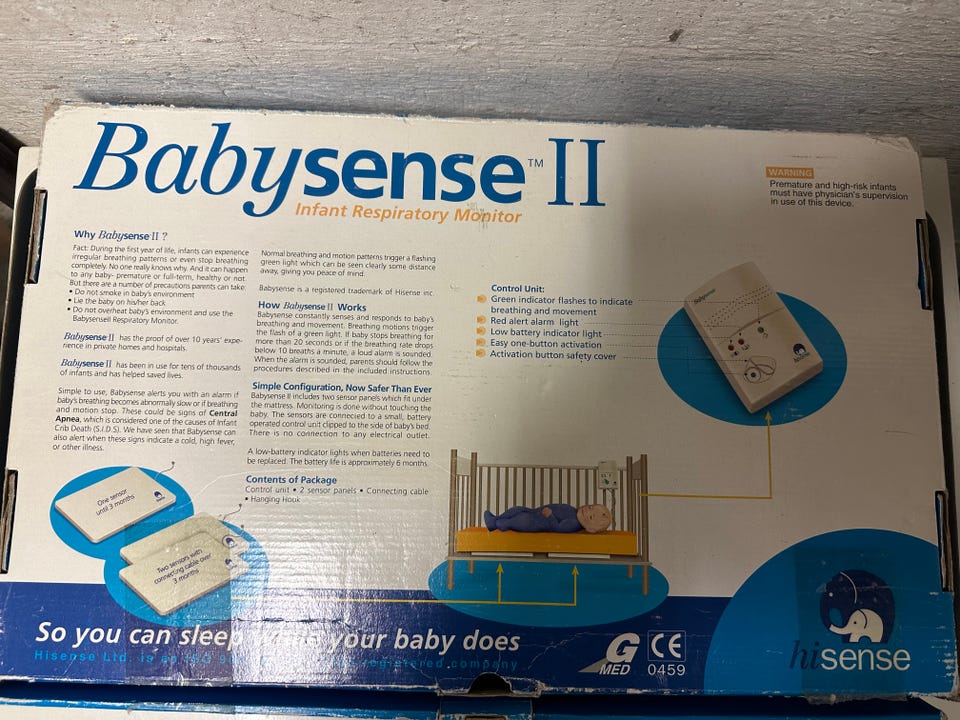 Babysense™ II
Infant Respiratory Monitor
WARNING
Premature and high-risk infants
must have physician's supervision
in use of this device.
Why Babysense II ?
Fact: During the first year of life, infants can experience
irregular breathing patterns or even stop breathing
completely. No one really knows why. And it can happen
to any baby- premature or full-term, healthy or not.
But there are a number of precautions parents can take:
• Do not smoke in baby's environment
• Lie the baby on his/her back
• Do not overheat baby's environment and use the
BabysenseII Respiratory Monitor.
Babysense II has the proof of over 10 years' expe-
rience in private homes and hospitals.
Babysense II has been in use for tens of thousands
of infants and has helped saved lives.
Simple to use, Babysense alerts you with an alarm if
baby's breathing becomes abnormally slow or if breathing
and motion stop. These could be signs of Central
Apnea, which is considered one of the causes of Infant
Crib Death (S.I.D.S). We have seen that Babysense can
also alert when these signs indicate a cold, high fever,
or other illness.
Normal breathing and motion patterns trigger a flashing
green light which can be seen clearly some distance
away, giving you peace of mind.
Babysense is a registered trademark of Hisense inc.
How Babysense II Works
Babysense constantly senses and responds to baby's
breathing and movement. Breathing motions trigger
the flash of a green light. If baby stops breathing for
more than 20 seconds or if the breathing rate drops
below 10 breaths a minute, a loud alarm is sounded.
When the alarm is sounded, parents should follow the
procedures described in the included instructions.
Simple Configuration, Now Safer Than Ever
Babysense II includes two sensor panels which fit under
the mattress. Monitoring is done without touching the
baby. The sensors are connected to a small, battery
operated control unit clipped to the side of baby's bed.
There is no connection to any electrical outlet.
A low-battery indicator lights when batteries need to
be replaced. The battery life is approximately 6 months.
Contents of Package
Control unit • 2 sensor panels • Connecting cable
• Hanging Hook
Control Unit:
Green indicator flashes to indicate
breathing and movement
Red alert alarm light
Low battery indicator light
Easy one-button activation
Activation button safety cover
Babysense
One sensor
until 3 months
Two sensors with
connecting cable over
3 months
So you can sleep while your baby does
Hisense Ltd. is an ISO registered company
G
MED
CE
0459
hisense